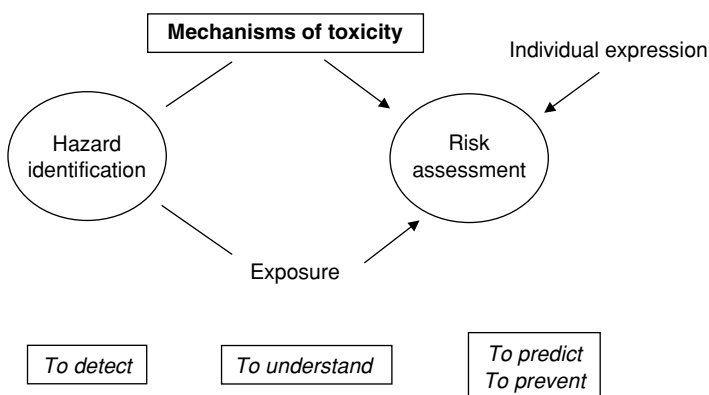 Mechanisms of toxicity
Individual expression
Hazard
identification
Risk
assessment
Exposure
To detect
To understand
To predict
To prevent